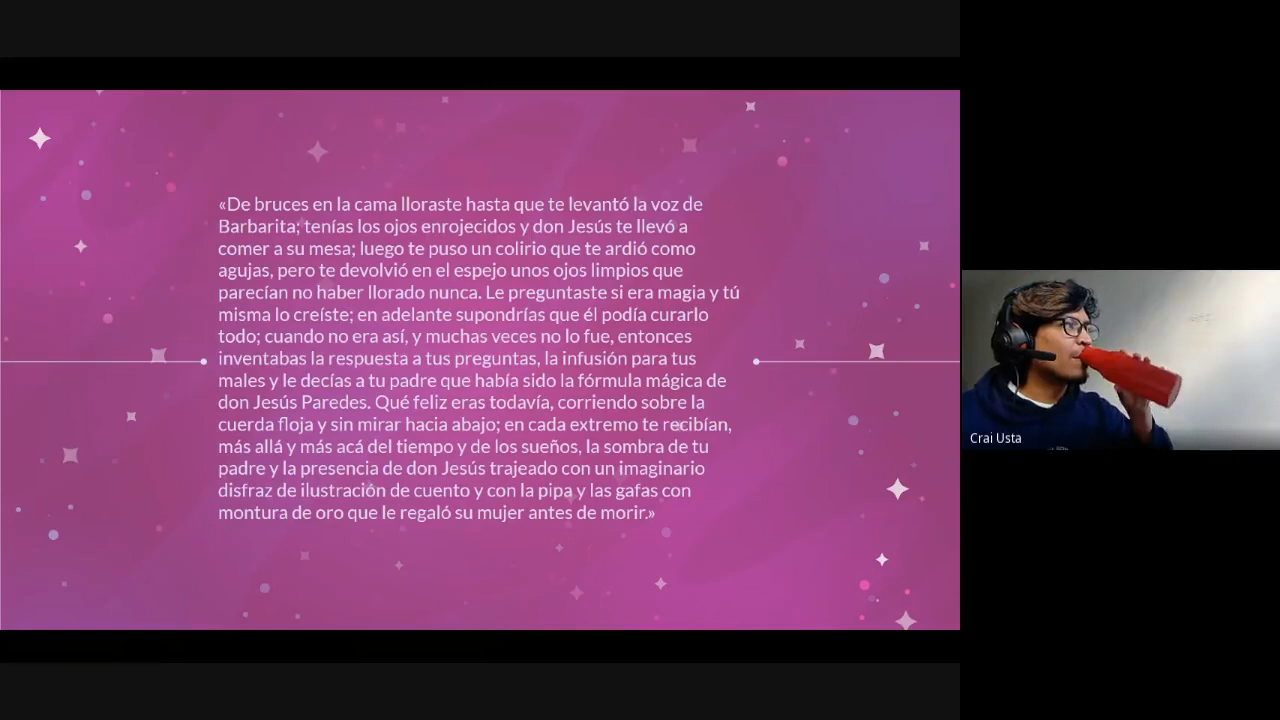 «De bruces en la cama lloraste hasta que te levantó la voz de
Barbarita; tenías los ojos enrojecidos y don Jesús te llevó a
comer a su mesa; luego te puso un colirio que te ardió como
agujas, pero te devolvió en el espejo unos ojos limpios que
parecían no haber llorado nunca. Le preguntaste si era magia y tú
misma lo creíste; en adelante supondrías que él podía curarlo
todo; cuando no era así, y muchas veces no lo fue, entonces
inventabas la respuesta a tus preguntas, la infusión para tus
males y le decías a tu padre que había sido la fórmula mágica de
don Jesús Paredes. Qué feliz eras todavía, corriendo sobre la
cuerda floja y sin mirar hacia abajo; en cada extremo te recibían,
más allá y más acá del tiempo y de los sueños, la sombra de tu
padre y la presencia de don Jesús trajeado con un imaginario
disfraz de ilustración de cuento y con la pipa y las gafas con
montura de oro que le regaló su mujer antes de morir.»
Crai Usta